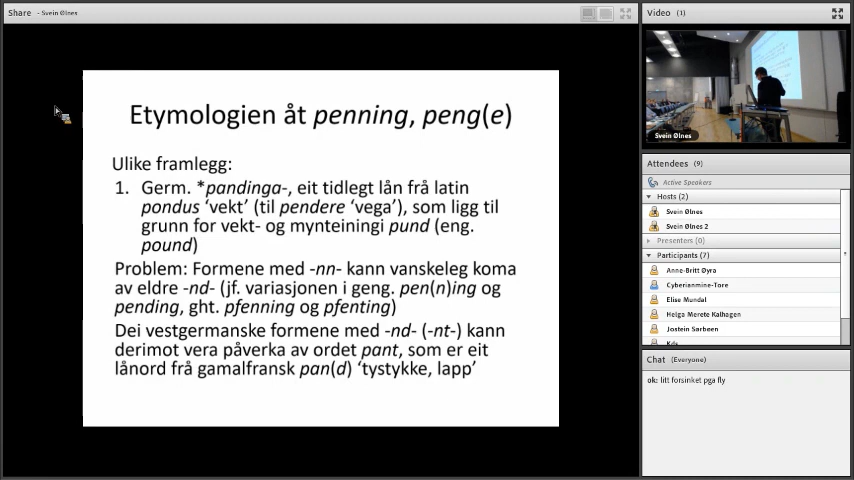 Share - Svein Ølnes
Etymologien åt penning, peng(e)
Ulike framlegg:
1. Germ. *pandinga-, eit tidlegt lån frå latin
pondus ‘vekt’ (til pendere ‘vega’), som ligg til
grunn for vekt- og mynteiningi pund (eng.
pound)
Problem: Formene med -nn- kann vanskeleg koma
av eldre -nd- (jf. variasjonen i geng. pen(n)ing og
pending, ght. pfenning og pfenting)
Dei vestgermanske formene med -nd- (-nt-) kann
derimot vera påverka av ordet pant, som er eit
lånord frå gamalfransk pan(d) ‘tystykke, lapp’
Video (1)
Svein Ølnes
Attendees (9)
Active Speakers
Hosts (2)
Svein Ølnes
Svein Ølnes 2
Presenters (0)
Participants (7)
Anne-Britt Øyra
Cyberianmine-Tore
Elise Mundal
Helga Merete Kalhagen
Jostein Sørbøen
Chat (Everyone)
ok: litt forsinket pga fly